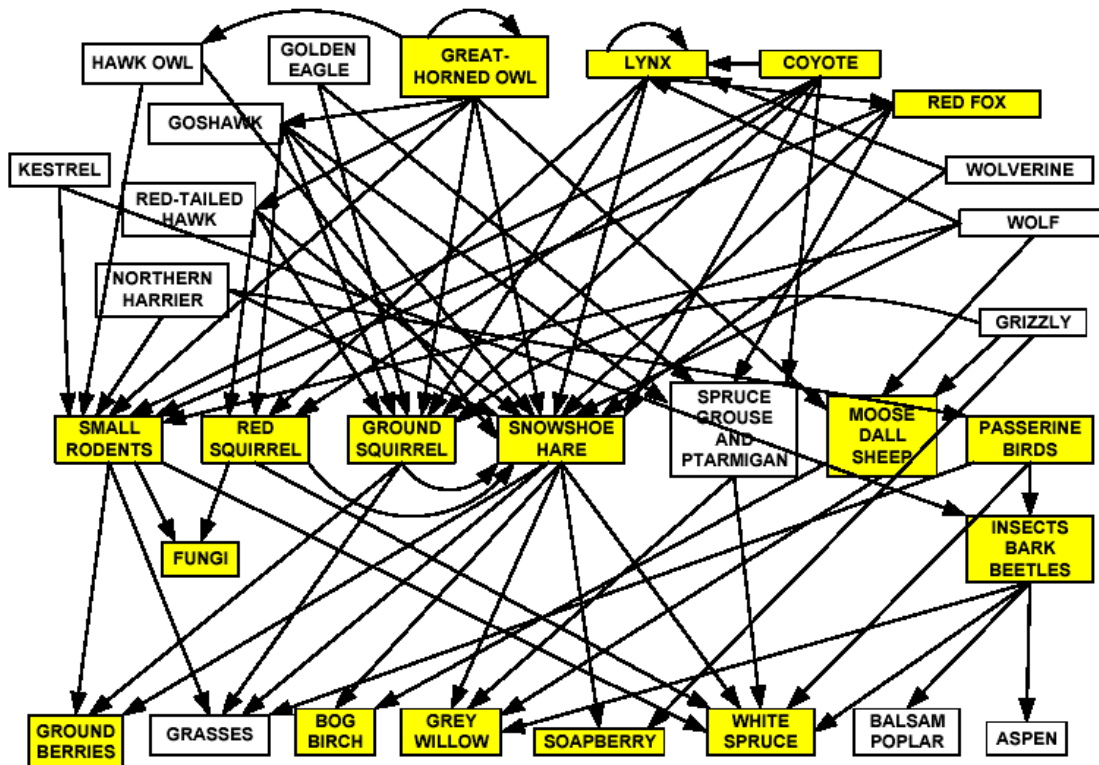 HAWK OWL
GOLDEN
EAGLE
GREAT-
HORNED OWL
LYNX
COYOTE
RED FOX
GOSHAWK
KESTREL
WOLVERINE
RED-TAILED
HAWK
WOLF
NORTHERN
HARRIER
GRIZZLY
SMALL
RODENTS
RED
SQUIRREL
GROUND
SQUIRREL
SNOWSHOE
HARE
SPRUCE
GROUSE
AND
PTARMIGAN
MOOSE
DALL
SHEEP
PASSERINE
BIRDS
FUNGI
INSECTS
BARK
BEETLES
GROUND
BERRIES
GRASSES
BOG
BIRCH
GREY
WILLOW
SOAPBERRY
WHITE
SPRUCE
BALSAM
POPLAR
ASPEN